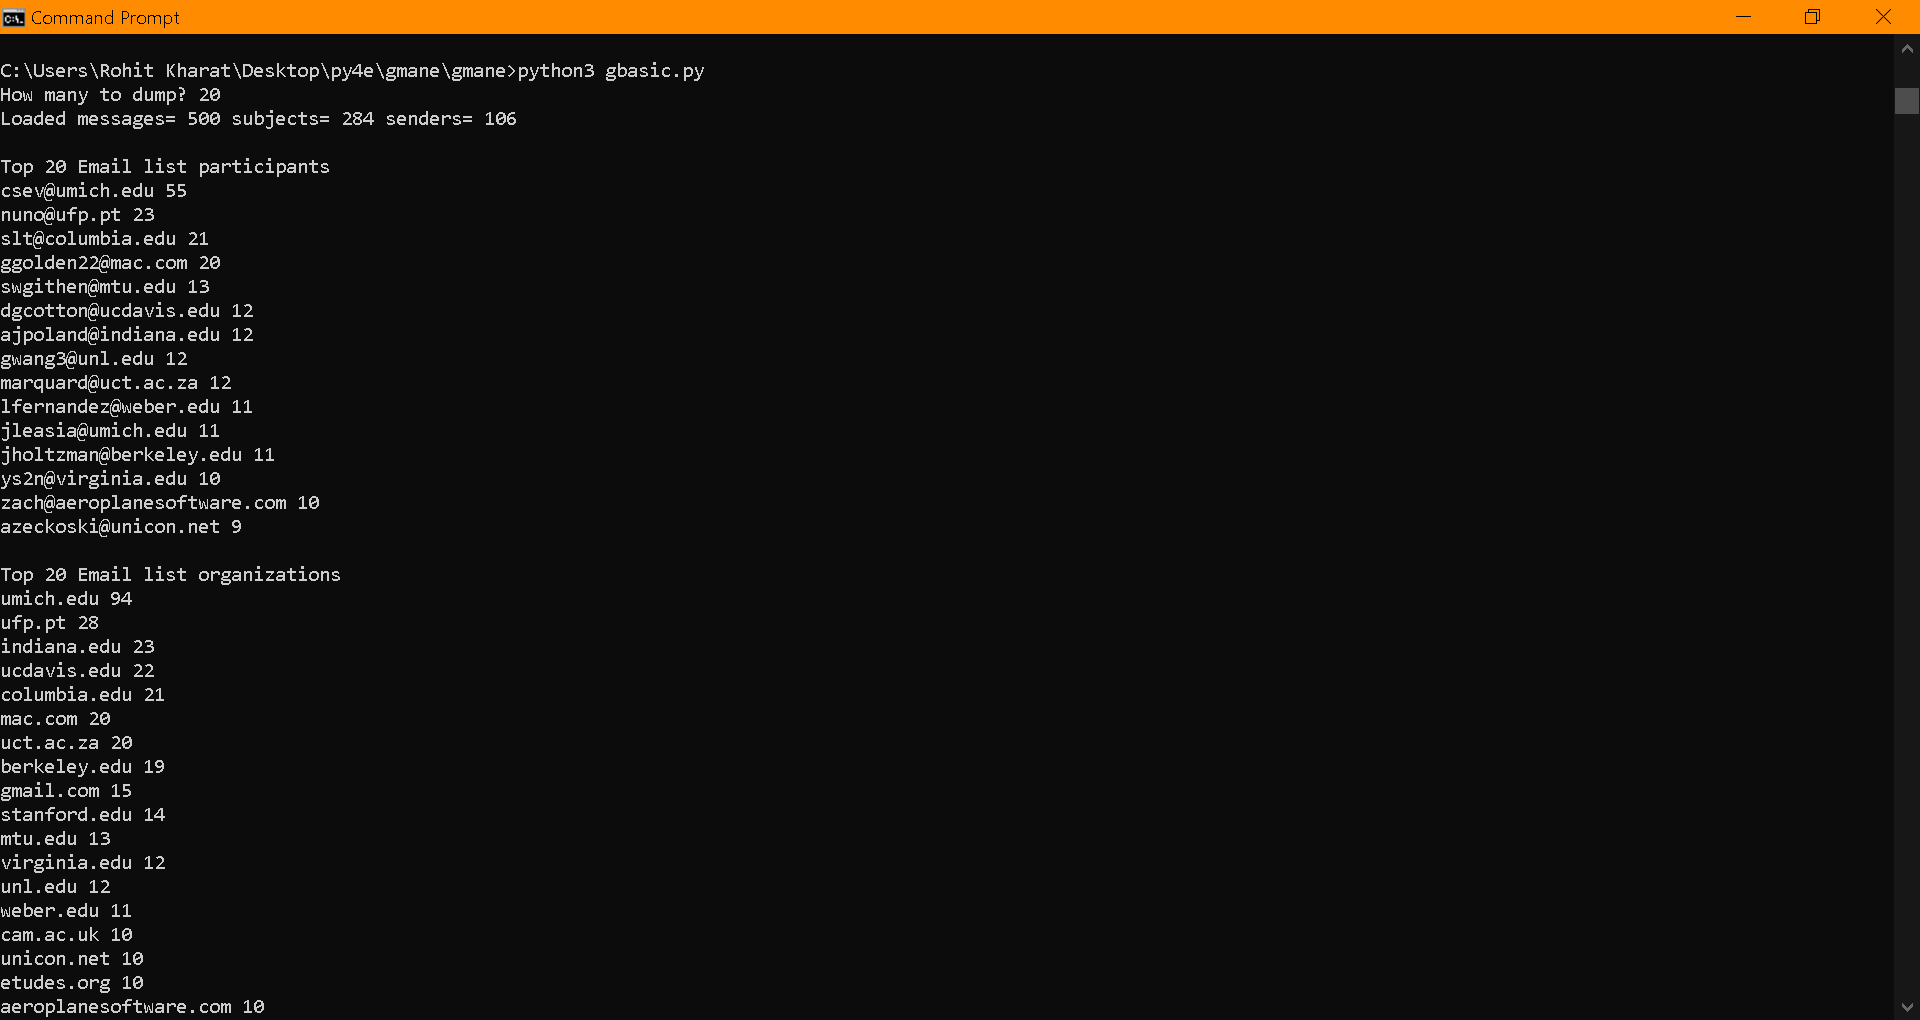 Command Prompt
C:\Users\Rohit Kharat\Desktop\py4e\gmane\gmane>python3 gbasic.py
How many to dump? 20
Loaded messages= 500 subjects= 284 senders= 106
Top 20 Email list participants
csev@umich.edu 55
nuno@ufp.pt 23
slt@columbia.edu 21
ggolden22@mac.com 20
swgithen@mtu.edu 13
dgcotton@ucdavis.edu 12
ajpoland@indiana.edu 12
gwang3@unl.edu 12
marquard@uct.ac.za 12
lfernandez@weber.edu 11
jleasia@umich.edu 11
jholtzman@berkeley.edu 11
ys2n@virginia.edu 10
zach@aeroplanesoftware.com 10
azeckoski@unicon.net 9
Top 20 Email list organizations
umich.edu 94
ufp.pt 28
indiana.edu 23
ucdavis.edu 22
columbia.edu 21
mac.com 20
uct.ac.za 20
berkeley.edu 19
gmail.com 15
stanford.edu 14
mtu.edu 13
virginia.edu 12
unl.edu 12
weber.edu 11
cam.ac.uk 10
unicon.net 10
etudes.org 10
aeroplanesoftware.com 10